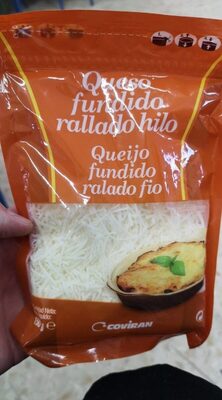 Queso
fundido
rallado hilo
Queijo
fundido
ralado fio
COVIRAN